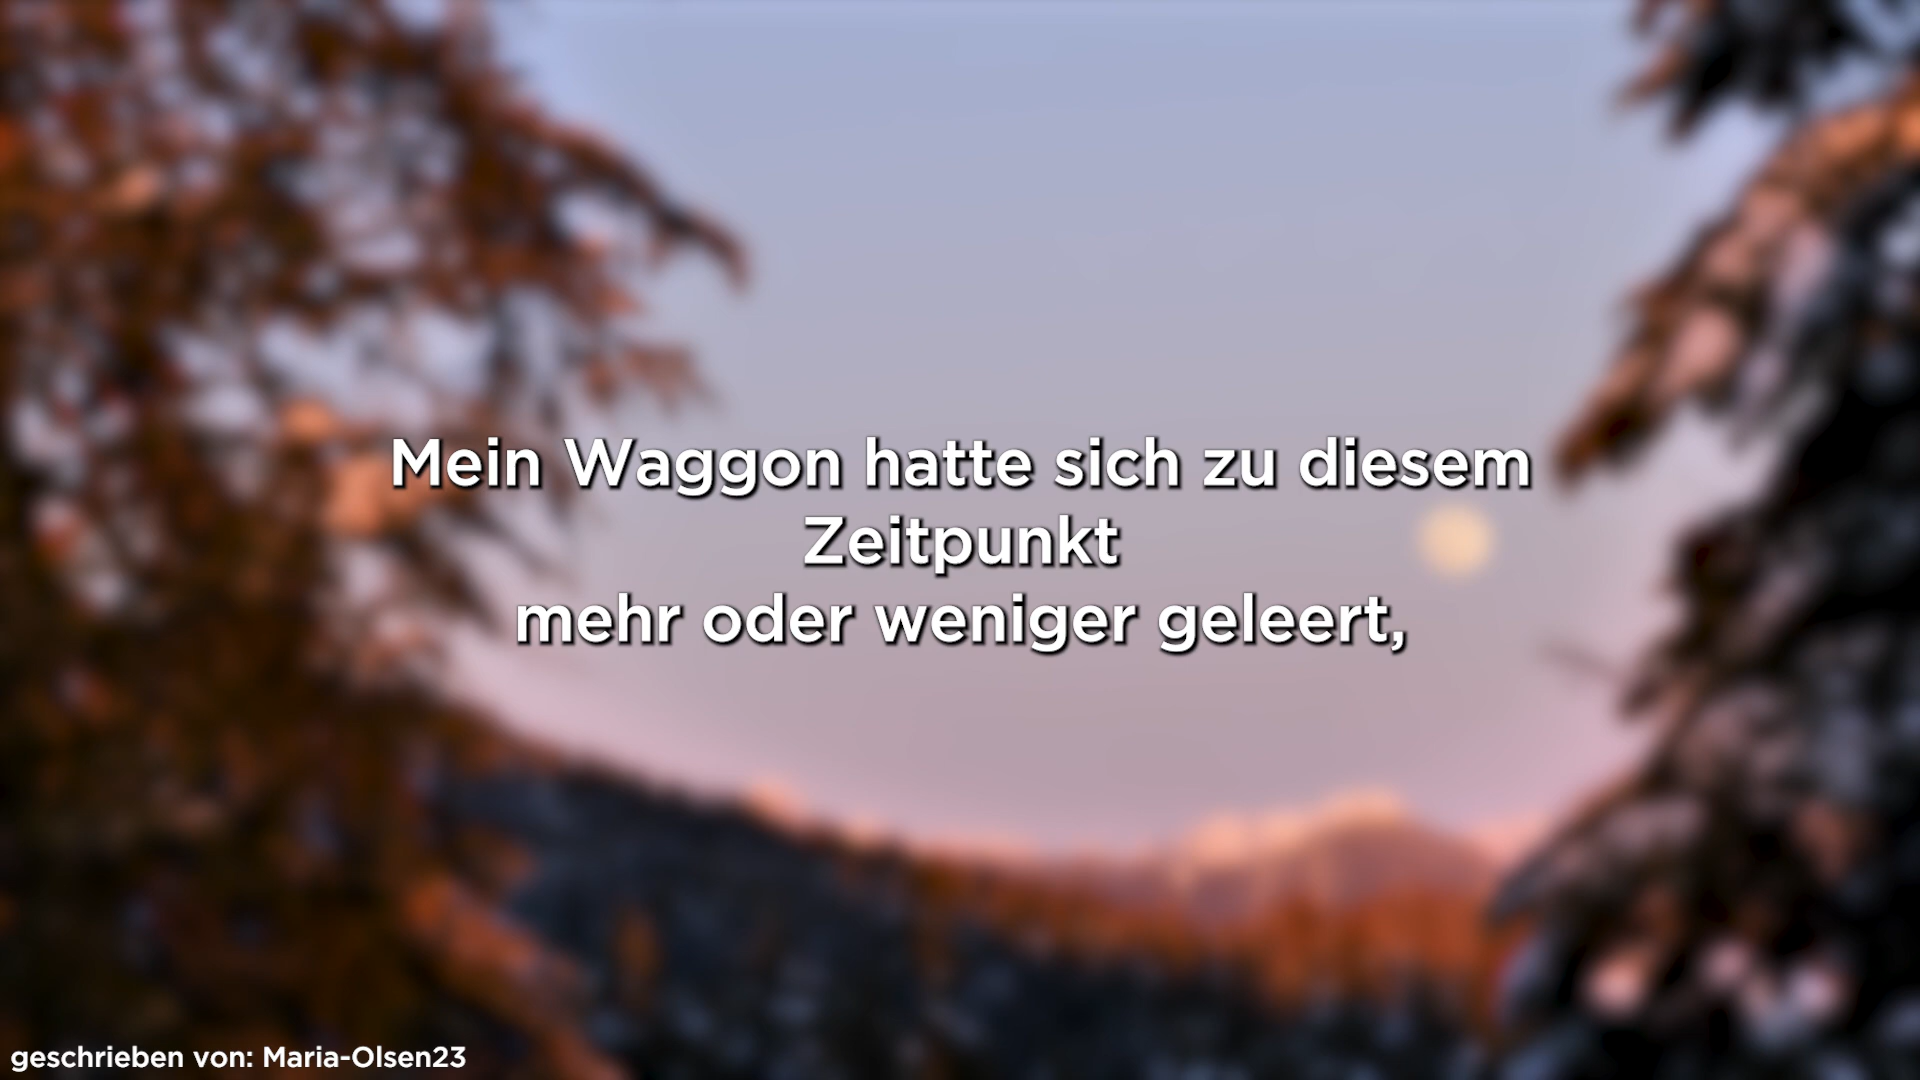 Mein Waggon hatte sich zu diesem
Zeitpunkt
mehr oder weniger geleert,
geschrieben von: Maria-Olsen23